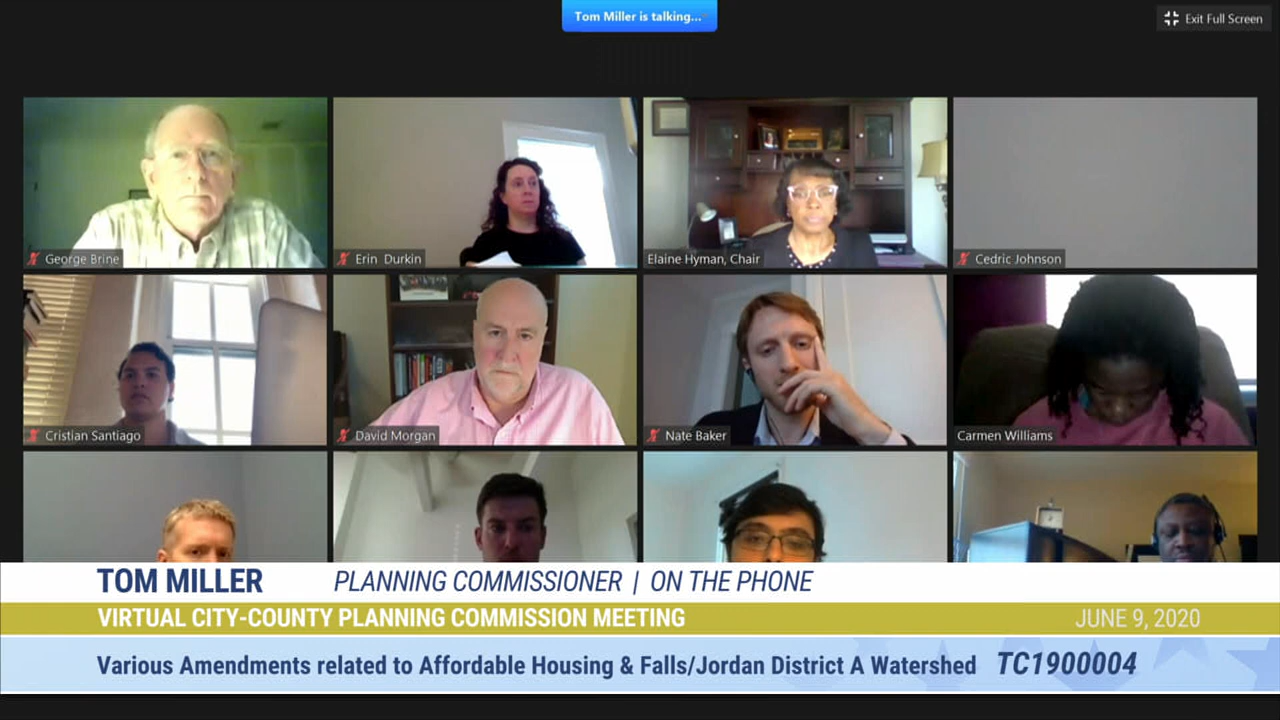 Tom Miller is talking...
Exit Full Screen
George Brine
Erin Durkin
Elaine Hyman, Chair
Cedric Johnson
Cristian Santiago
David Morgan
Nate Baker
Carmen Williams
TOM MILLER PLANNING COMMISSIONER | ON THE PHONE
VIRTUAL CITY-COUNTY PLANNING COMMISSION MEETING JUNE 9, 2020
Various Amendments related to Affordable Housing & Falls/Jordan District A Watershed TC1900004